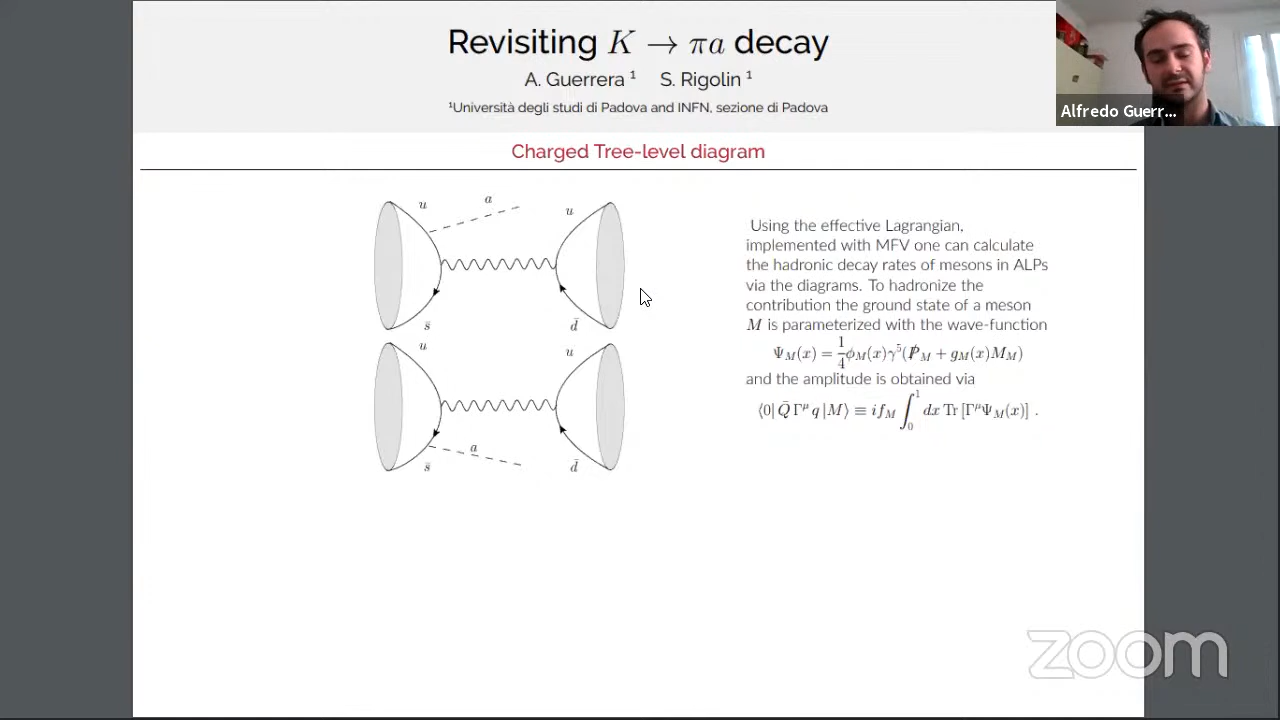 Revisiting K → πa decay
A. Guerrera ¹ S. Rigolin ¹
¹Università degli studi di Padova and INFN, sezione di Padova
Alfredo Guerr...
Charged Tree-level diagram
u a u
s̄ d̄
u u
a
s̄ d̄
Using the effective Lagrangian,
implemented with MFV one can calculate
the hadronic decay rates of mesons in ALPs
via the diagrams. To hadronize the
contribution the ground state of a meson
M is parameterized with the wave-function
Ψ_M(x) = 1/4 ϕ_M(x)γ⁵(P̸_M + g_M(x)M_M)
and the amplitude is obtained via
⟨0| Q̄ Γ^μ q |M⟩ ≡ i f_M ∫₀¹ dx Tr [Γ^μ Ψ_M(x)] .
zoom